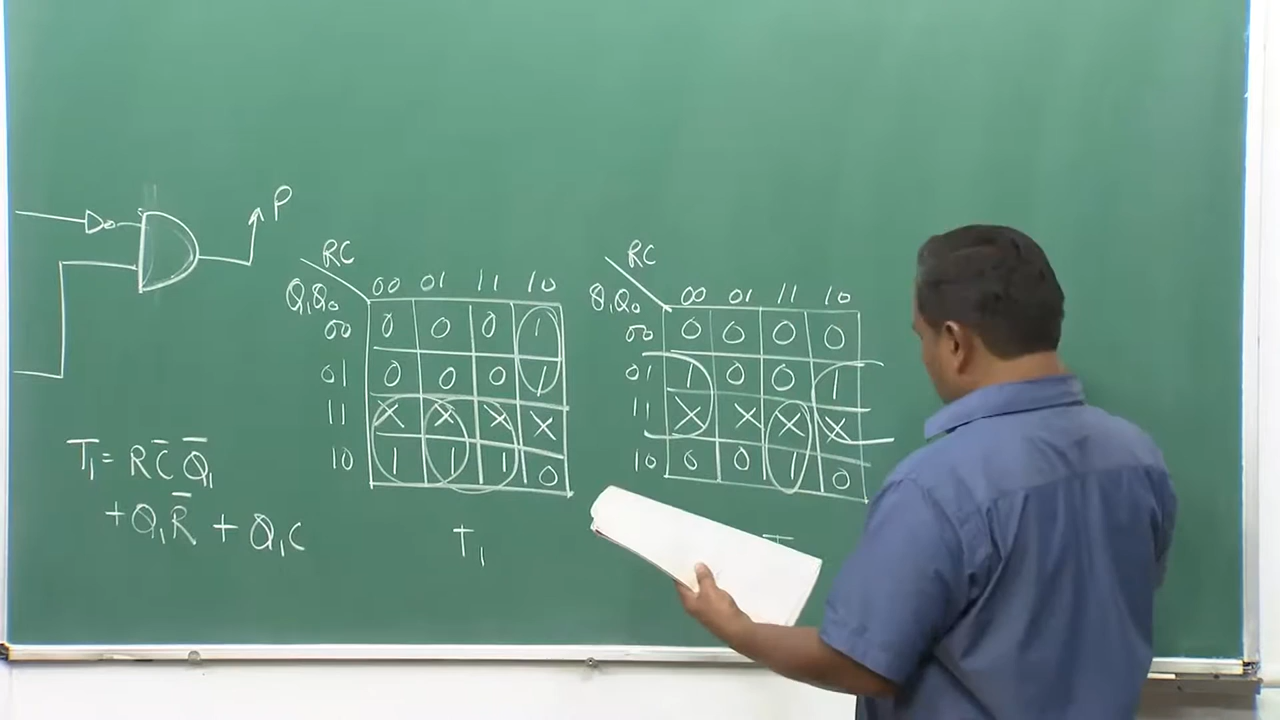 P
T₁ = R C̅ Q̅₁
+ Q₁R̅ + Q₁C
RC
Q₁Q₀ 00 01 11 10
00 0 0 0 1
01 0 0 0 1
11 X X X X
10 1 1 1 0
T₁
RC
Q₁Q₀ 00 01 11 10
00 0 0 0 0
01 1 0 0 1
11 X X X X
10 0 0 1 0